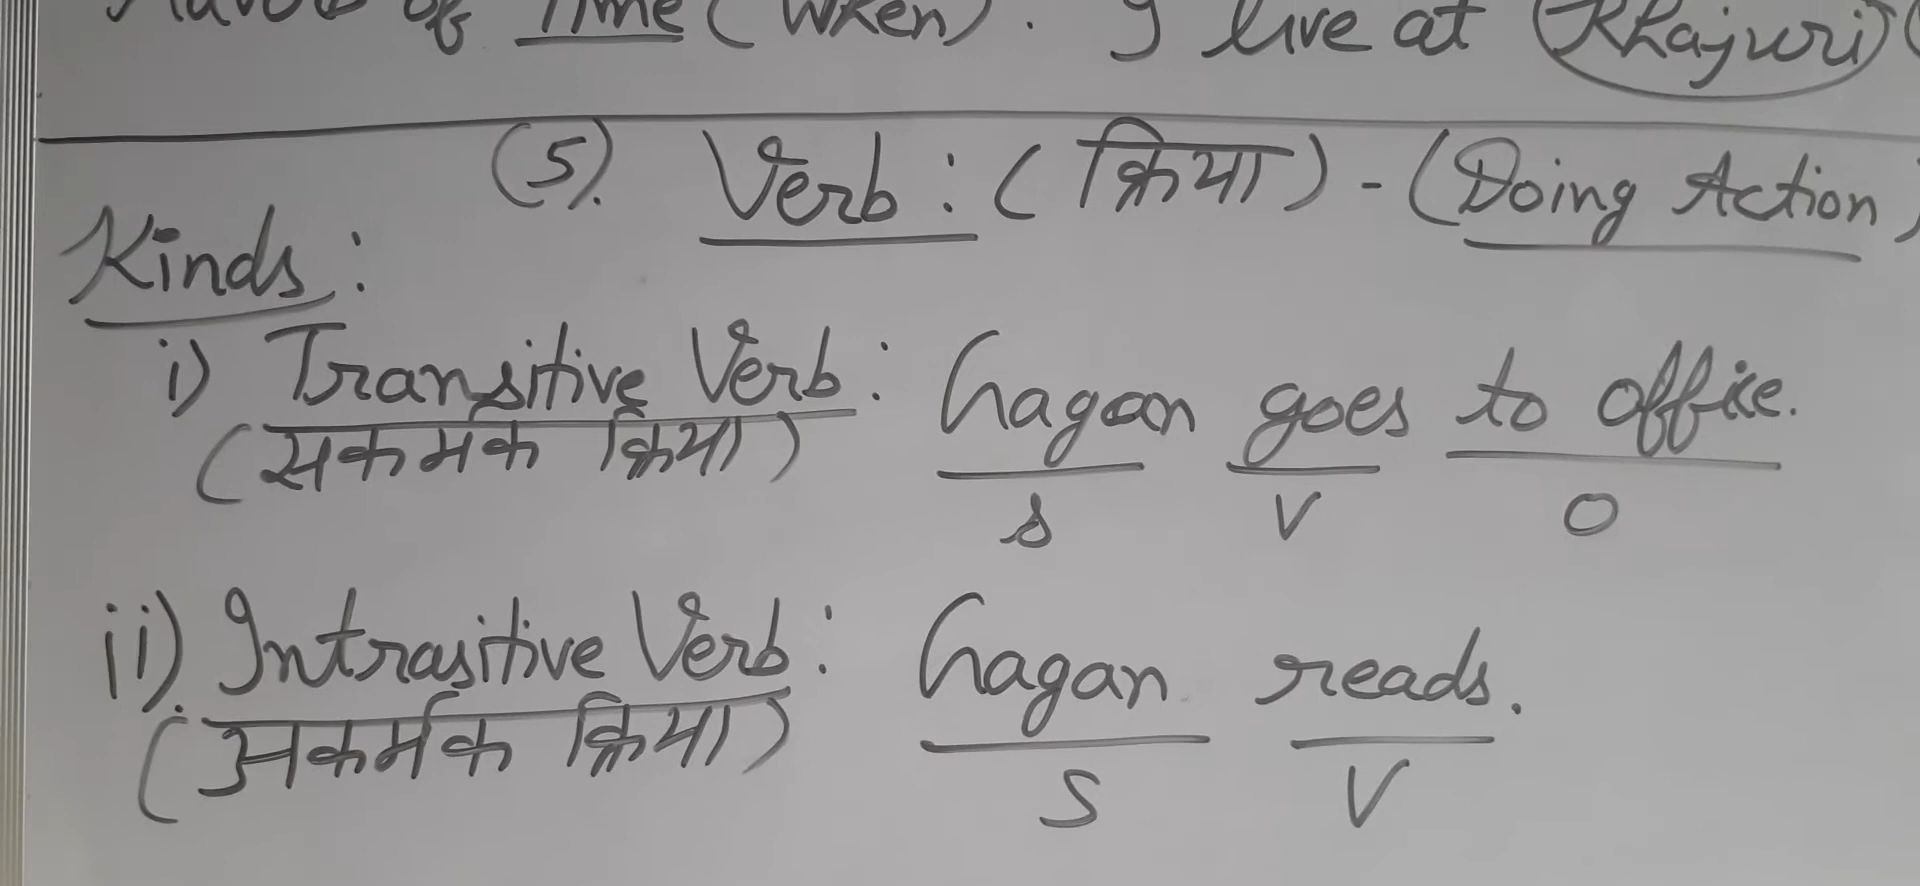 of Time (When). I live at Khajuri
(5). Verb: (क्रिया) - (Doing Action)
Kinds:
i) Transitive Verb: Gagan goes to office.
(सकर्मक क्रिया)
S V O
ii). Intrasitive Verb: Gagan reads.
(अकर्मक क्रिया)
S V